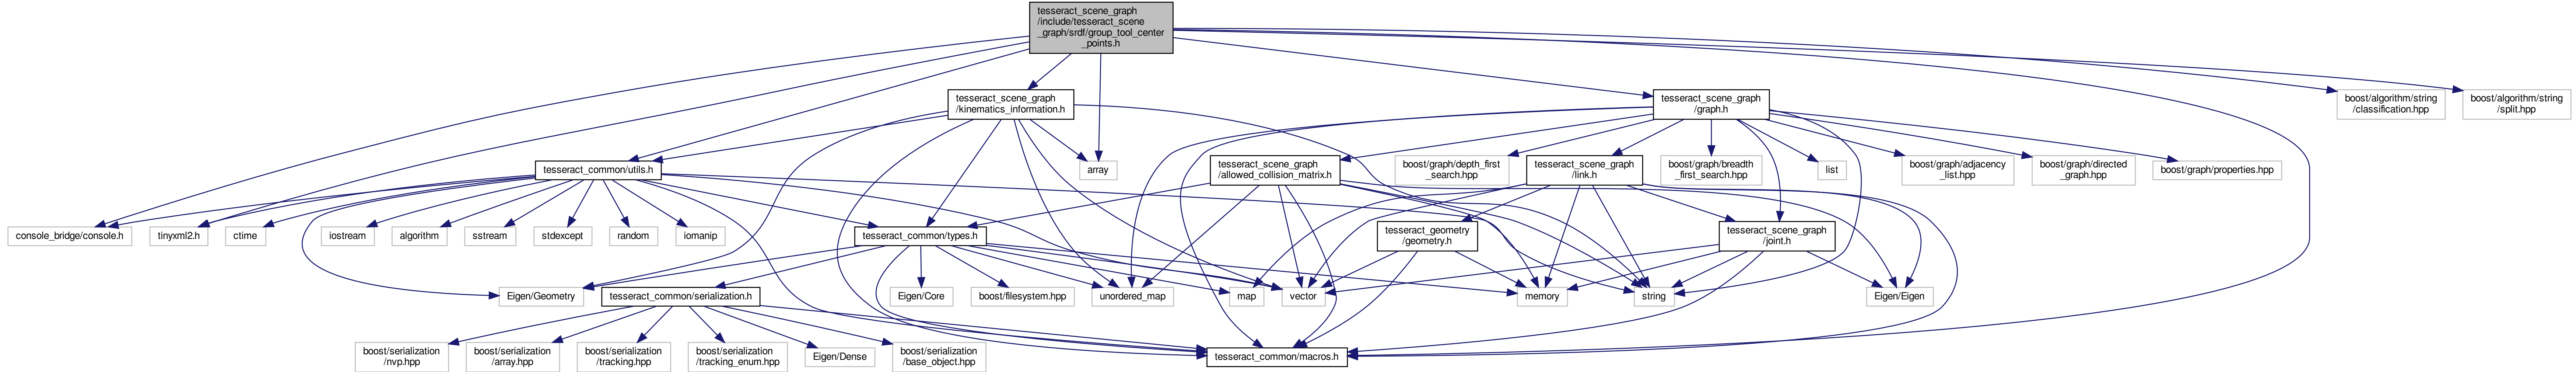 tesseract_scene_graph
/include/tesseract_scene
_graph/srdf/group_tool_center
_points.h
tesseract_scene_graph
/kinematics_information.h
tesseract_scene_graph
/graph.h
boost/algorithm/string
/classification.hpp
boost/algorithm/string
/split.hpp
tesseract_common/utils.h
array
tesseract_scene_graph
/allowed_collision_matrix.h
boost/graph/depth_first
_search.hpp
tesseract_scene_graph
/link.h
boost/graph/breadth
_first_search.hpp
list
boost/graph/adjacency
_list.hpp
boost/graph/directed
_graph.hpp
boost/graph/properties.hpp
console_bridge/console.h
tinyxml2.h
ctime
iostream
algorithm
sstream
stdexcept
random
iomanip
tesseract_common/types.h
tesseract_geometry
/geometry.h
tesseract_scene_graph
/joint.h
Eigen/Geometry
tesseract_common/serialization.h
Eigen/Core
boost/filesystem.hpp
unordered_map
map
vector
memory
string
Eigen/Eigen
boost/serialization
/nvp.hpp
boost/serialization
/array.hpp
boost/serialization
/tracking.hpp
boost/serialization
/tracking_enum.hpp
Eigen/Dense
boost/serialization
/base_object.hpp
tesseract_common/macros.h